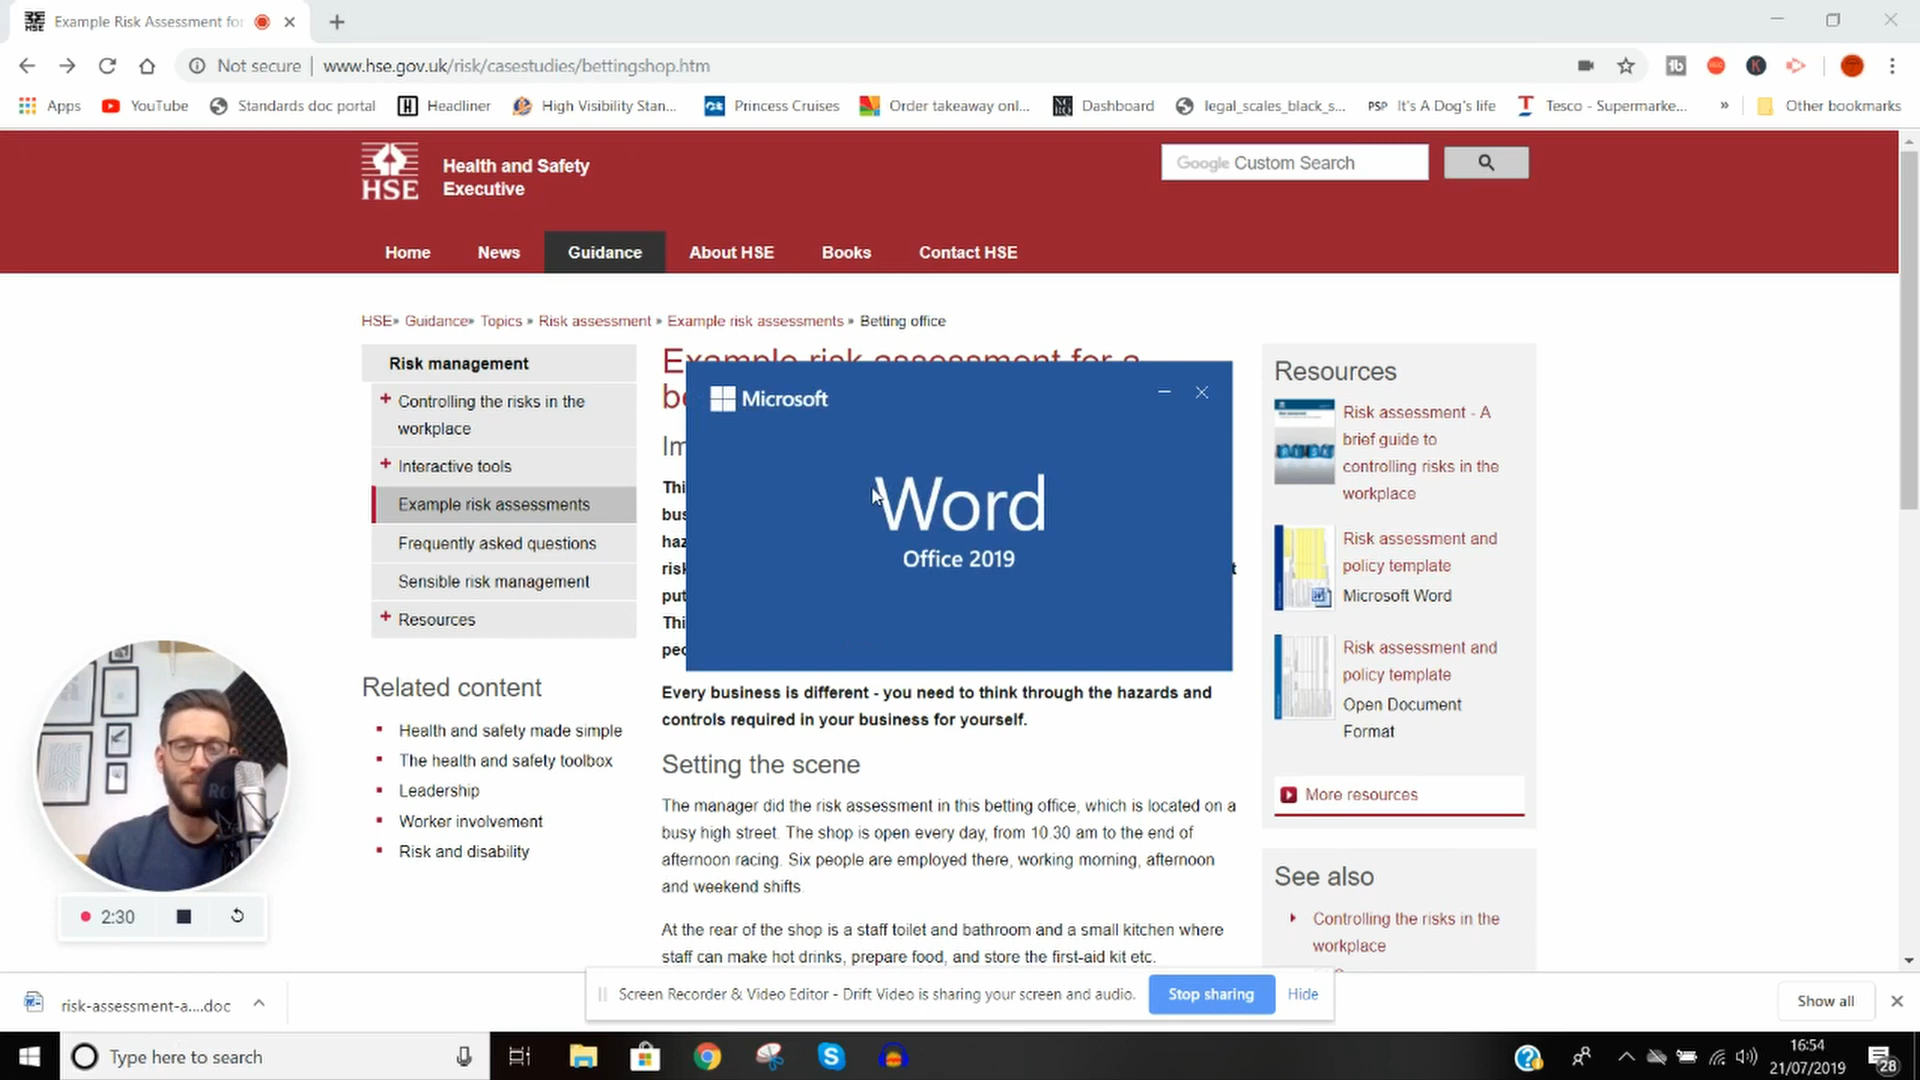 Example Risk Assessment for
Not secure | www.hse.gov.uk/risk/casestudies/bettingshop.htm
Apps YouTube Standards doc portal Headliner High Visibility Stan... Princess Cruises Order takeaway onl... Dashboard legal_scales_black_s... PSP It's A Dog's life Tesco - Supermarke... » Other bookmarks
HSE
Health and Safety
Executive
Google Custom Search
Home News Guidance About HSE Books Contact HSE
HSE» Guidance» Topics » Risk assessment » Example risk assessments » Betting office
Risk management
+ Controlling the risks in the
workplace
+ Interactive tools
Example risk assessments
Frequently asked questions
Sensible risk management
+ Resources
Related content
Health and safety made simple
The health and safety toolbox
Leadership
Worker involvement
Risk and disability
2:30
Example risk assessment for a
Microsoft
Word
Office 2019
Every business is different - you need to think through the hazards and
controls required in your business for yourself.
Setting the scene
The manager did the risk assessment in this betting office, which is located on a
busy high street. The shop is open every day, from 10.30 am to the end of
afternoon racing. Six people are employed there, working morning, afternoon
and weekend shifts.
At the rear of the shop is a staff toilet and bathroom and a small kitchen where
staff can make hot drinks, prepare food, and store the first-aid kit etc.
Resources
Risk assessment - A
brief guide to
controlling risks in the
workplace
Risk assessment and
policy template
Microsoft Word
Risk assessment and
policy template
Open Document
Format
More resources
See also
Controlling the risks in the
workplace
risk-assessment-a....doc
Screen Recorder & Video Editor - Drift Video is sharing your screen and audio. Stop sharing Hide
Show all
Type here to search
16:54
21/07/2019
28